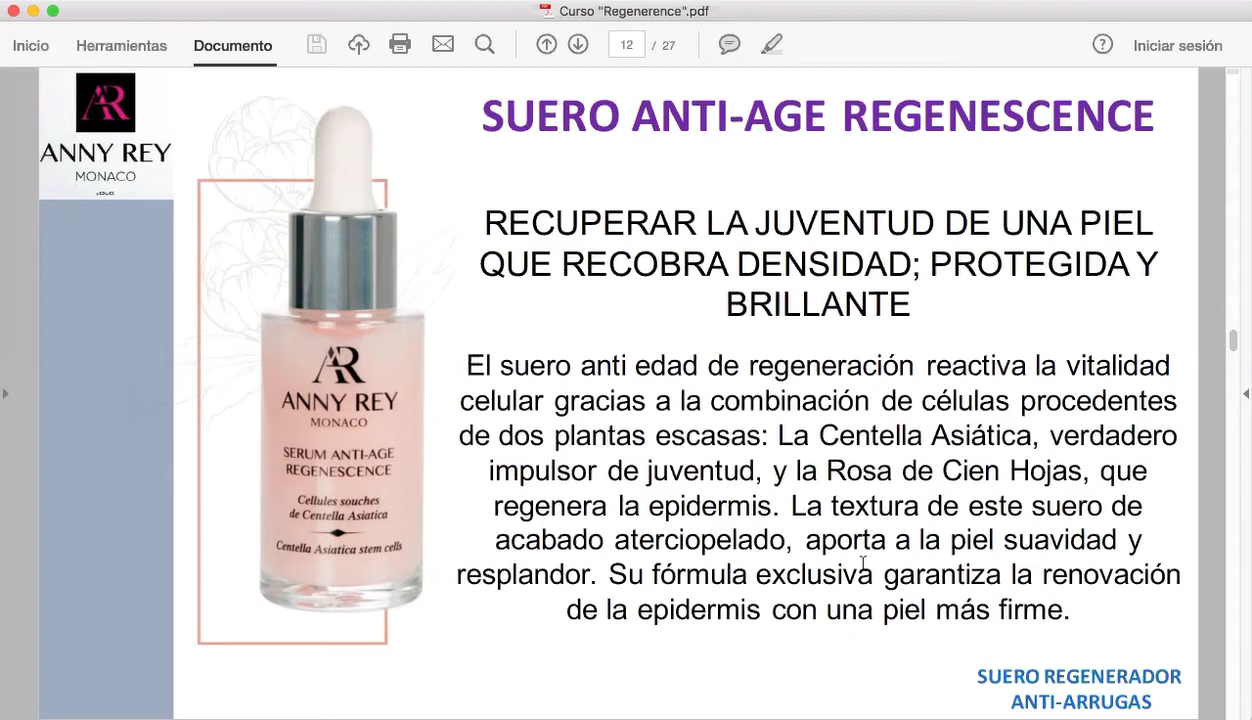 Curso "Regenerence".pdf
Inicio Herramientas Documento 12 / 27 Iniciar sesión
AR
ANNY REY
MONACO
SUERO ANTI-AGE REGENESCENCE
RECUPERAR LA JUVENTUD DE UNA PIEL
QUE RECOBRA DENSIDAD; PROTEGIDA Y
BRILLANTE
El suero anti edad de regeneración reactiva la vitalidad
celular gracias a la combinación de células procedentes
de dos plantas escasas: La Centella Asiática, verdadero
impulsor de juventud, y la Rosa de Cien Hojas, que
regenera la epidermis. La textura de este suero de
acabado aterciopelado, aporta a la piel suavidad y
resplandor. Su fórmula exclusiva garantiza la renovación
de la epidermis con una piel más firme.
AR
ANNY REY
MONACO
SERUM ANTI-AGE
REGENESCENCE
Cellules souches
de Centella Asiatica
Centella Asiatica stem cells
SUERO REGENERADOR
ANTI-ARRUGAS